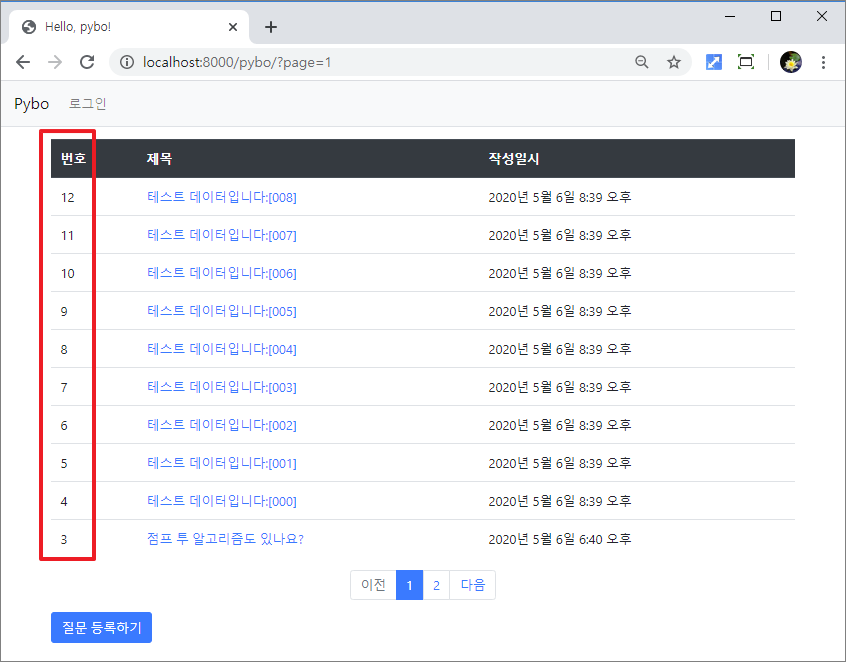 Hello, pybo!
localhost:8000/pybo/?page=1
Pybo 로그인
번호 제목 작성일시
12 테스트 데이터입니다:[008] 2020년 5월 6일 8:39 오후
11 테스트 데이터입니다:[007] 2020년 5월 6일 8:39 오후
10 테스트 데이터입니다:[006] 2020년 5월 6일 8:39 오후
9 테스트 데이터입니다:[005] 2020년 5월 6일 8:39 오후
8 테스트 데이터입니다:[004] 2020년 5월 6일 8:39 오후
7 테스트 데이터입니다:[003] 2020년 5월 6일 8:39 오후
6 테스트 데이터입니다:[002] 2020년 5월 6일 8:39 오후
5 테스트 데이터입니다:[001] 2020년 5월 6일 8:39 오후
4 테스트 데이터입니다:[000] 2020년 5월 6일 8:39 오후
3 점프 투 알고리즘도 있나요? 2020년 5월 6일 6:40 오후
이전 1 2 다음
질문 등록하기